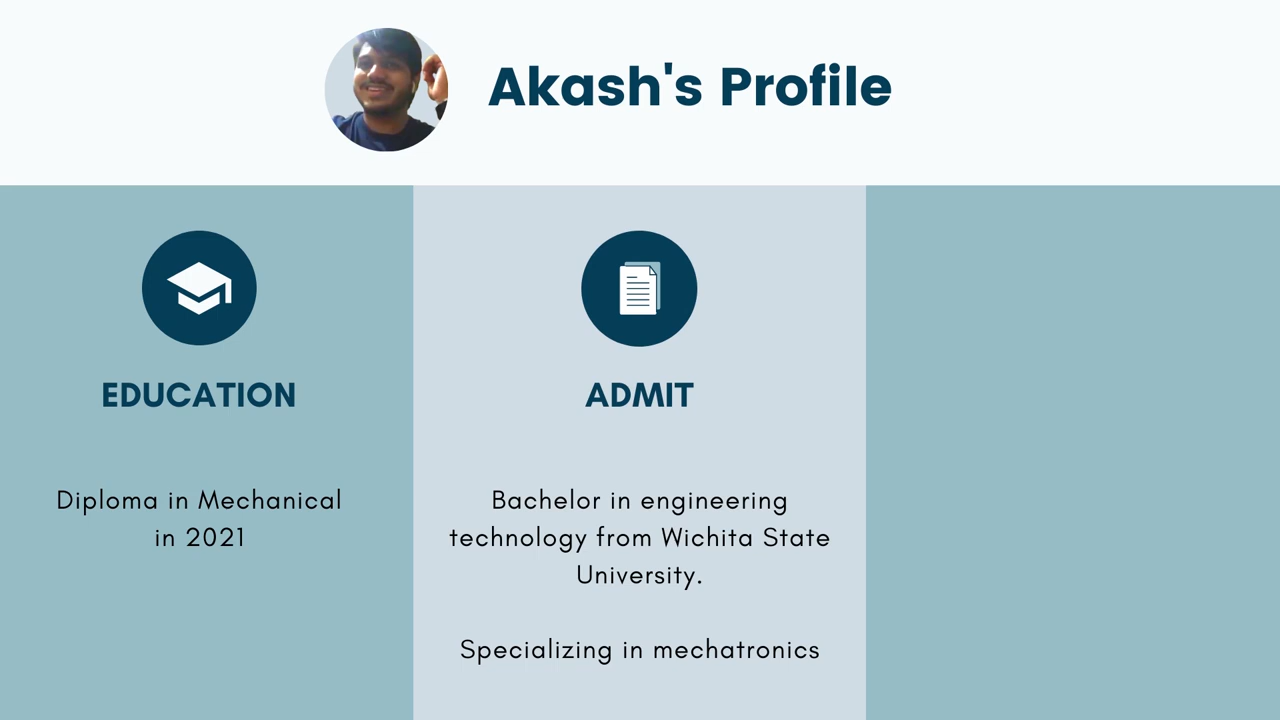 Akash's Profile
EDUCATION
Diploma in Mechanical
in 2021
ADMIT
Bachelor in engineering
technology from Wichita State
University.
Specializing in mechatronics